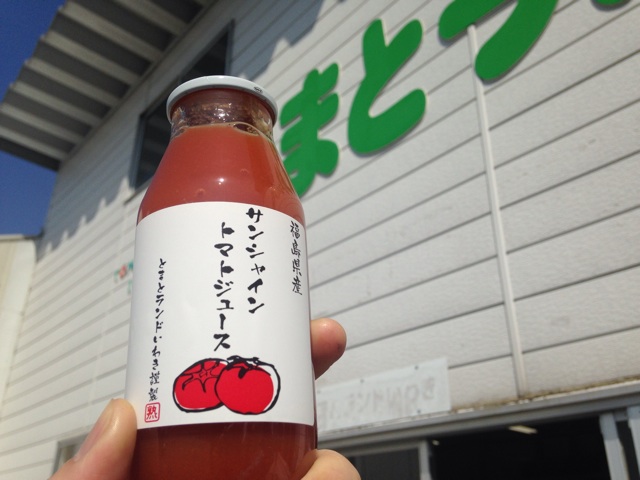 まとラ
福島県産
サンシャイン
トマトジュース
とまとランドいわき謹製
熟